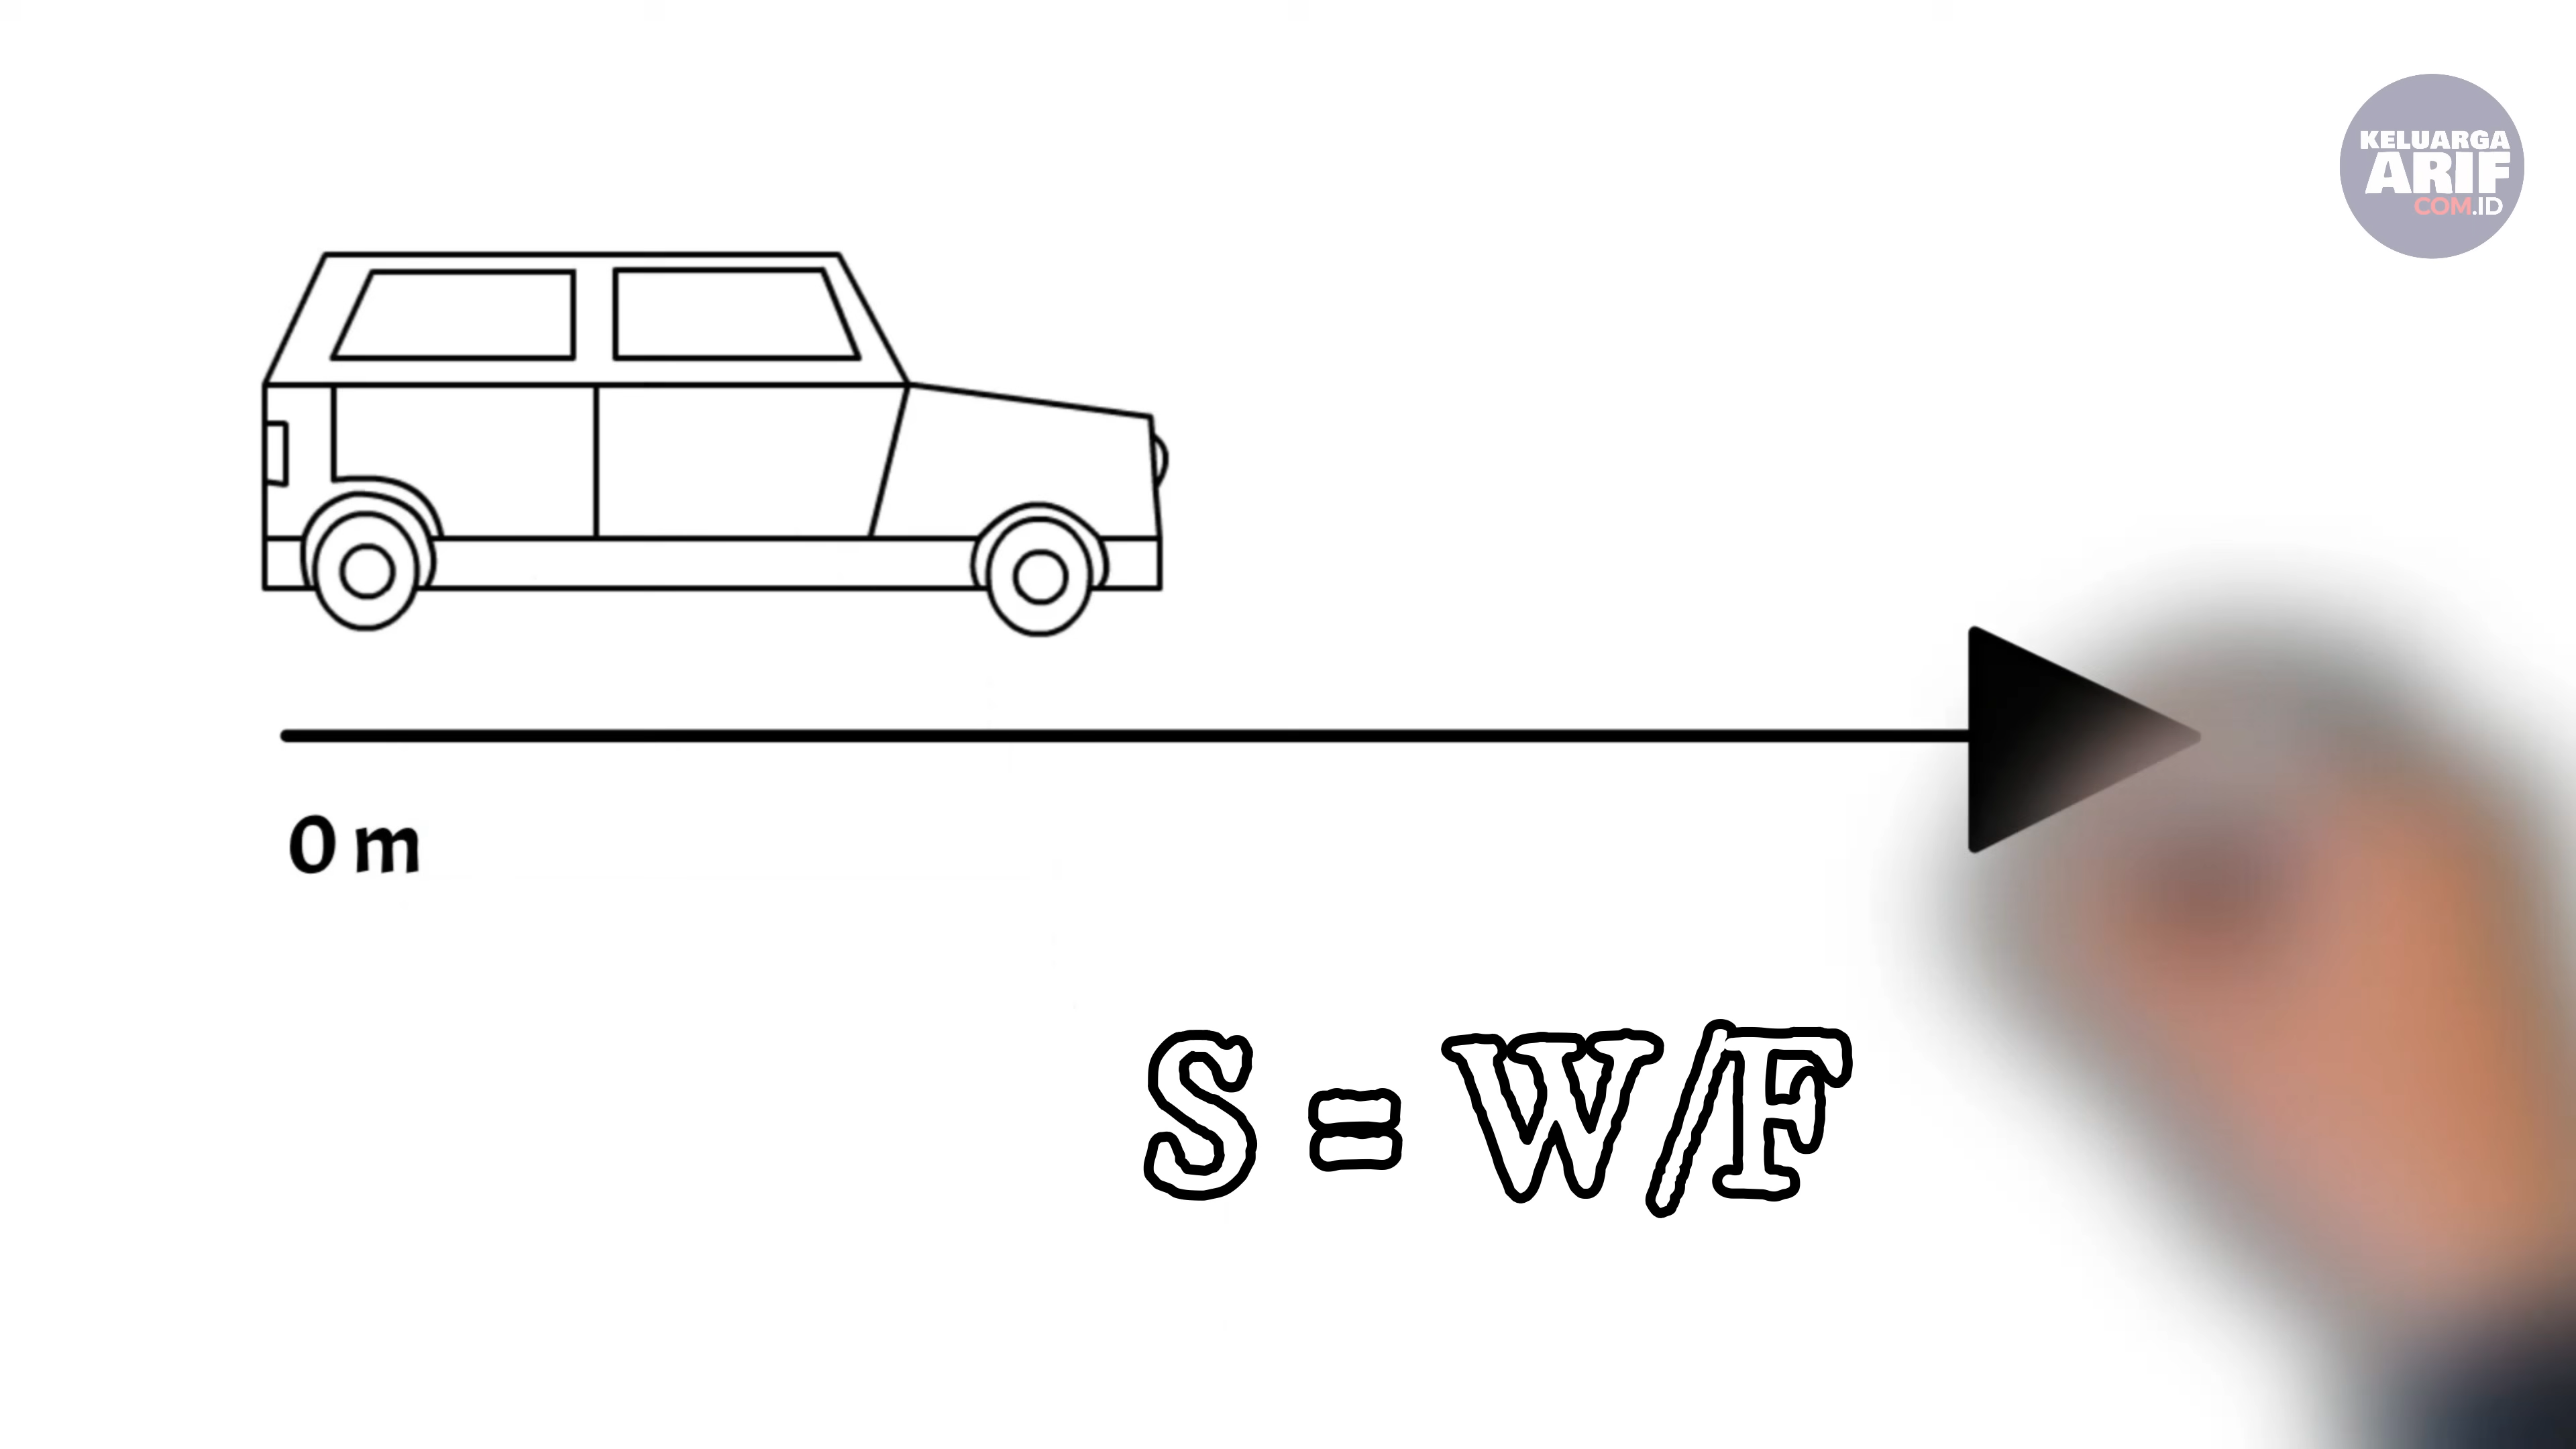 KELUARGA
ARIF
COM.ID
0 m
S = W/F